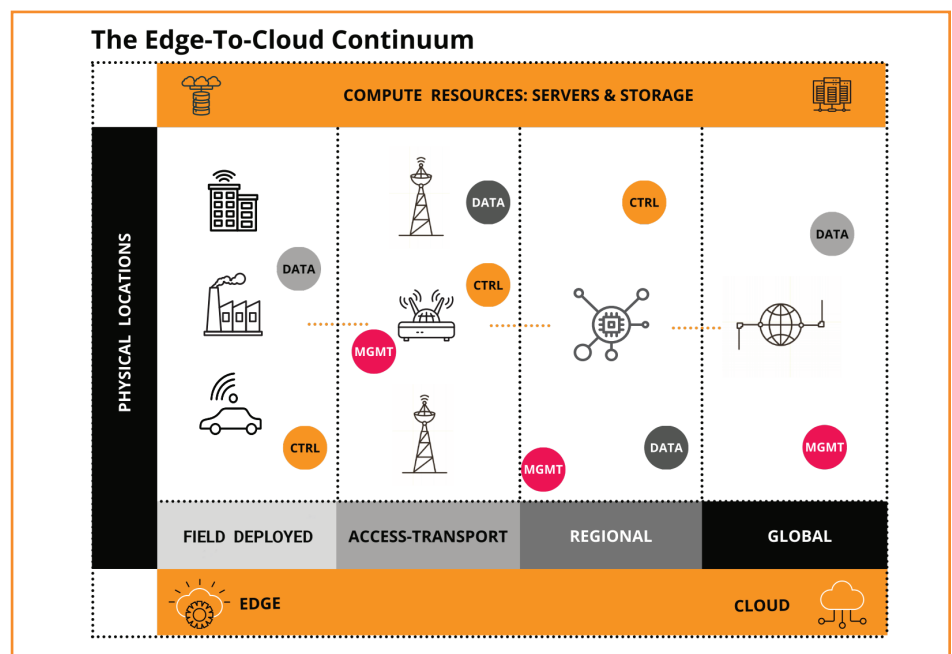 The Edge-To-Cloud Continuum
COMPUTE RESOURCES: SERVERS & STORAGE
PHYSICAL LOCATIONS
DATA
CTRL
DATA
CTRL
MGMT
CTRL
DATA
MGMT
DATA
MGMT
FIELD DEPLOYED
ACCESS-TRANSPORT
REGIONAL
GLOBAL
EDGE
CLOUD